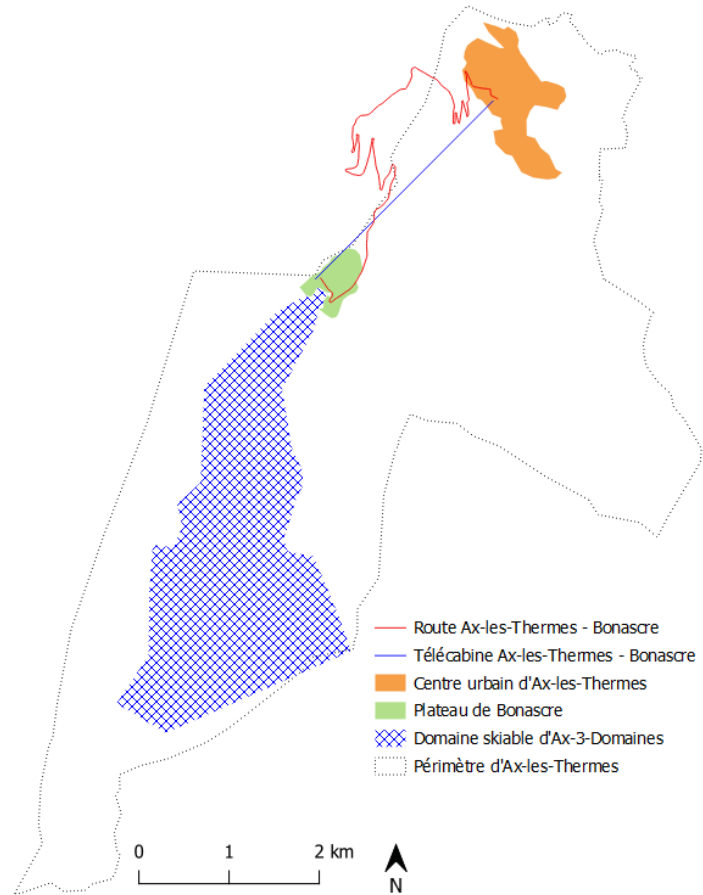 Route Ax-les-Thermes - Bonascre
Télécabine Ax-les-Thermes - Bonascre
Centre urbain d'Ax-les-Thermes
Plateau de Bonascre
Domaine skiable d'Ax-3-Domaines
Périmètre d'Ax-les-Thermes
0 1 2 km
N